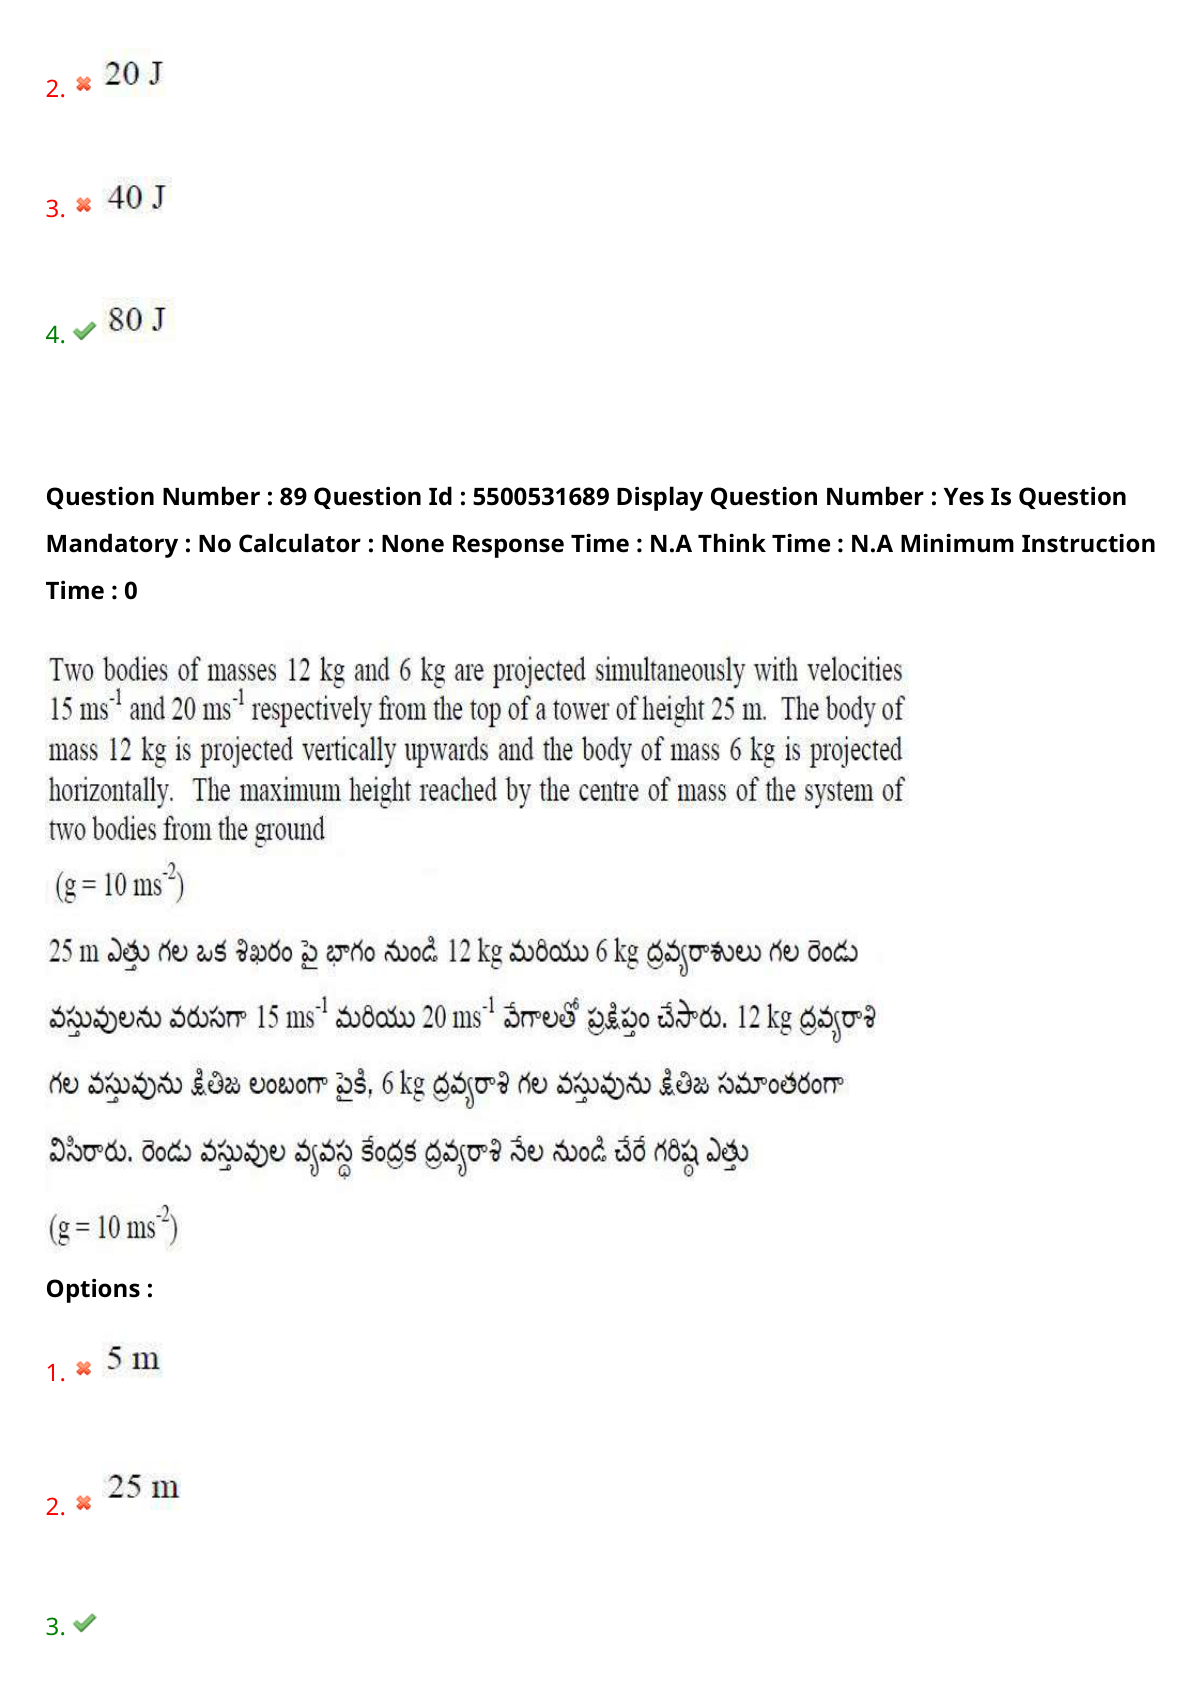 2. 20 J
3. 40 J
4. 80 J
Question Number : 89 Question Id : 5500531689 Display Question Number : Yes Is Question
Mandatory : No Calculator : None Response Time : N.A Think Time : N.A Minimum Instruction
Time : 0
Two bodies of masses 12 kg and 6 kg are projected simultaneously with velocities
15 ms⁻¹ and 20 ms⁻¹ respectively from the top of a tower of height 25 m. The body of
mass 12 kg is projected vertically upwards and the body of mass 6 kg is projected
horizontally. The maximum height reached by the centre of mass of the system of
two bodies from the ground
(g = 10 ms⁻²)
25 m ఎత్తు గల ఒక శిఖరం పై భాగం నుండి 12 kg మరియు 6 kg ద్రవ్యరాశులు గల రెండు
వస్తువులను వరుసగా 15 ms⁻¹ మరియు 20 ms⁻¹ వేగాలతో ప్రక్షిప్తం చేసారు. 12 kg ద్రవ్యరాశి
గల వస్తువును క్షితిజ లంబంగా పైకి, 6 kg ద్రవ్యరాశి గల వస్తువును క్షితిజ సమాంతరంగా
విసిరారు. రెండు వస్తువుల వ్యవస్థ కేంద్రక ద్రవ్యరాశి నేల నుండి చేరే గరిష్ఠ ఎత్తు
(g = 10 ms⁻²)
Options :
1. 5 m
2. 25 m
3.